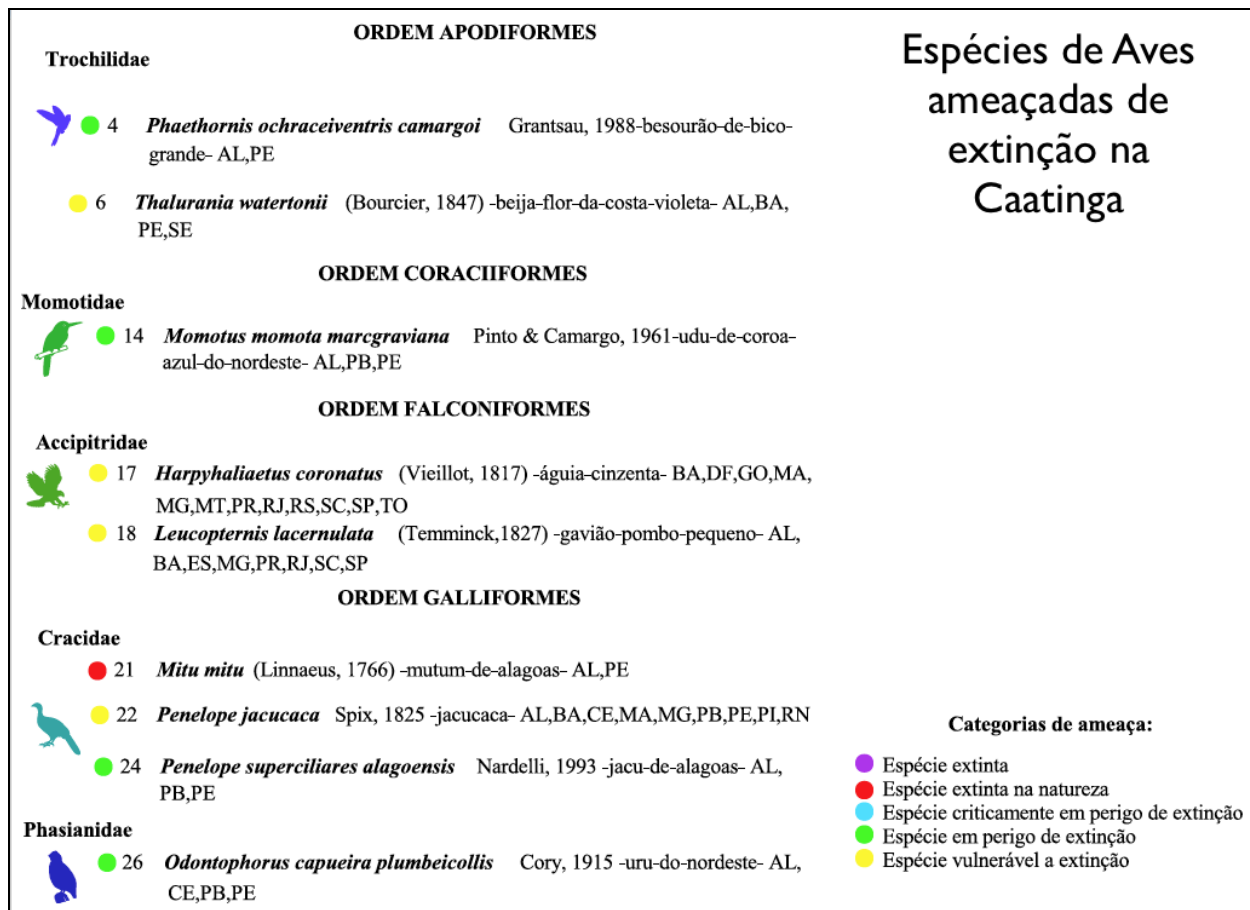 ORDEM APODIFORMES
Trochilidae
4 Phaethornis ochraceiventris camargoi Grantsau, 1988-besourão-de-bico-
grande- AL,PE
6 Thalurania watertonii (Bourcier, 1847) -beija-flor-da-costa-violeta- AL,BA,
PE,SE
ORDEM CORACIIFORMES
Momotidae
14 Momotus momota marcgraviana Pinto & Camargo, 1961-udu-de-coroa-
azul-do-nordeste- AL,PB,PE
ORDEM FALCONIFORMES
Accipitridae
17 Harpyhaliaetus coronatus (Vieillot, 1817) -águia-cinzenta- BA,DF,GO,MA,
MG,MT,PR,RJ,RS,SC,SP,TO
18 Leucopternis lacernulata (Temminck,1827) -gavião-pombo-pequeno- AL,
BA,ES,MG,PR,RJ,SC,SP
ORDEM GALLIFORMES
Cracidae
21 Mitu mitu (Linnaeus, 1766) -mutum-de-alagoas- AL,PE
22 Penelope jacucaca Spix, 1825 -jacucaca- AL,BA,CE,MA,MG,PB,PE,PI,RN
24 Penelope superciliares alagoensis Nardelli, 1993 -jacu-de-alagoas- AL,
PB,PE
Phasianidae
26 Odontophorus capueira plumbeicollis Cory, 1915 -uru-do-nordeste- AL,
CE,PB,PE
Espécies de Aves
ameaçadas de
extinção na
Caatinga
Categorias de ameaça:
Espécie extinta
Espécie extinta na natureza
Espécie criticamente em perigo de extinção
Espécie em perigo de extinção
Espécie vulnerável a extinção